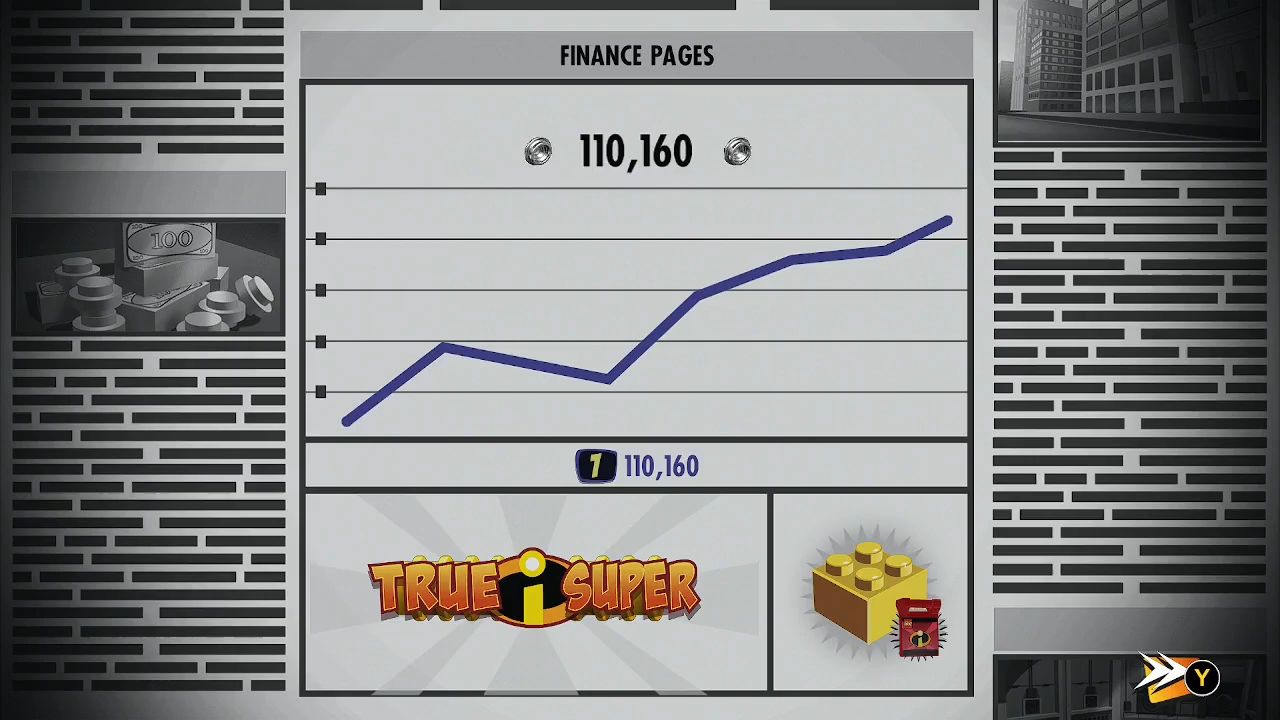 FINANCE PAGES
110,160
100
1 110,160
TRUE i SUPER
i
Y